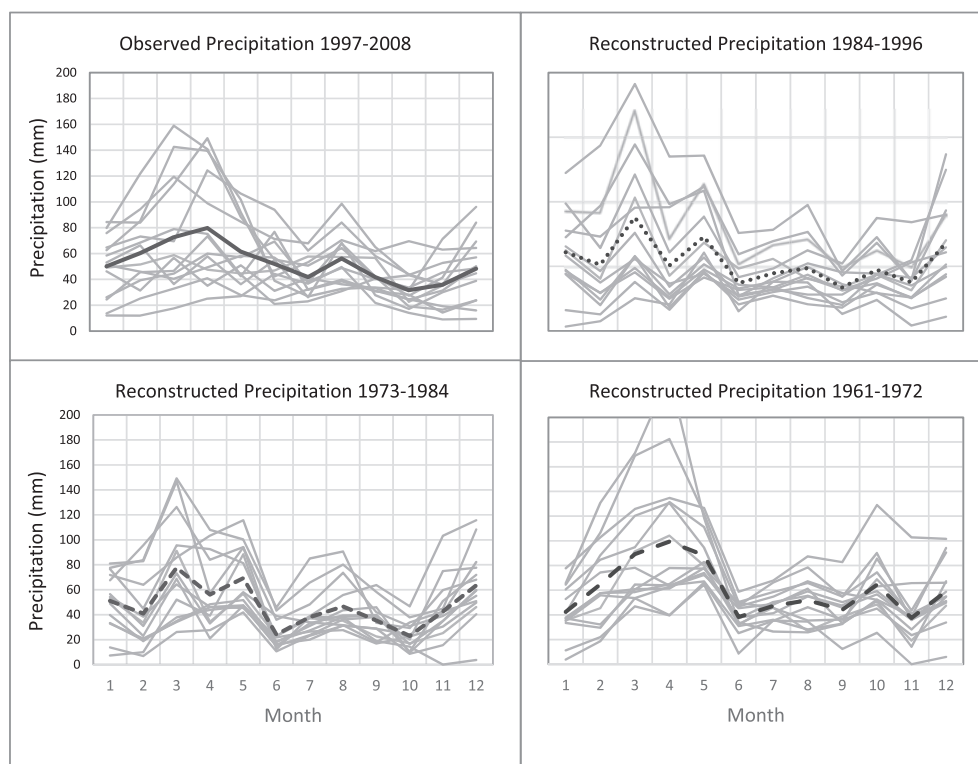 Observed Precipitation 1997-2008
Precipitation (mm)
200
180
160
140
120
100
80
60
40
20
0
Reconstructed Precipitation 1984-1996
Reconstructed Precipitation 1973-1984
Precipitation (mm)
200
180
160
140
120
100
80
60
40
20
0
1 2 3 4 5 6 7 8 9 10 11 12
Month
Reconstructed Precipitation 1961-1972
1 2 3 4 5 6 7 8 9 10 11 12
Month